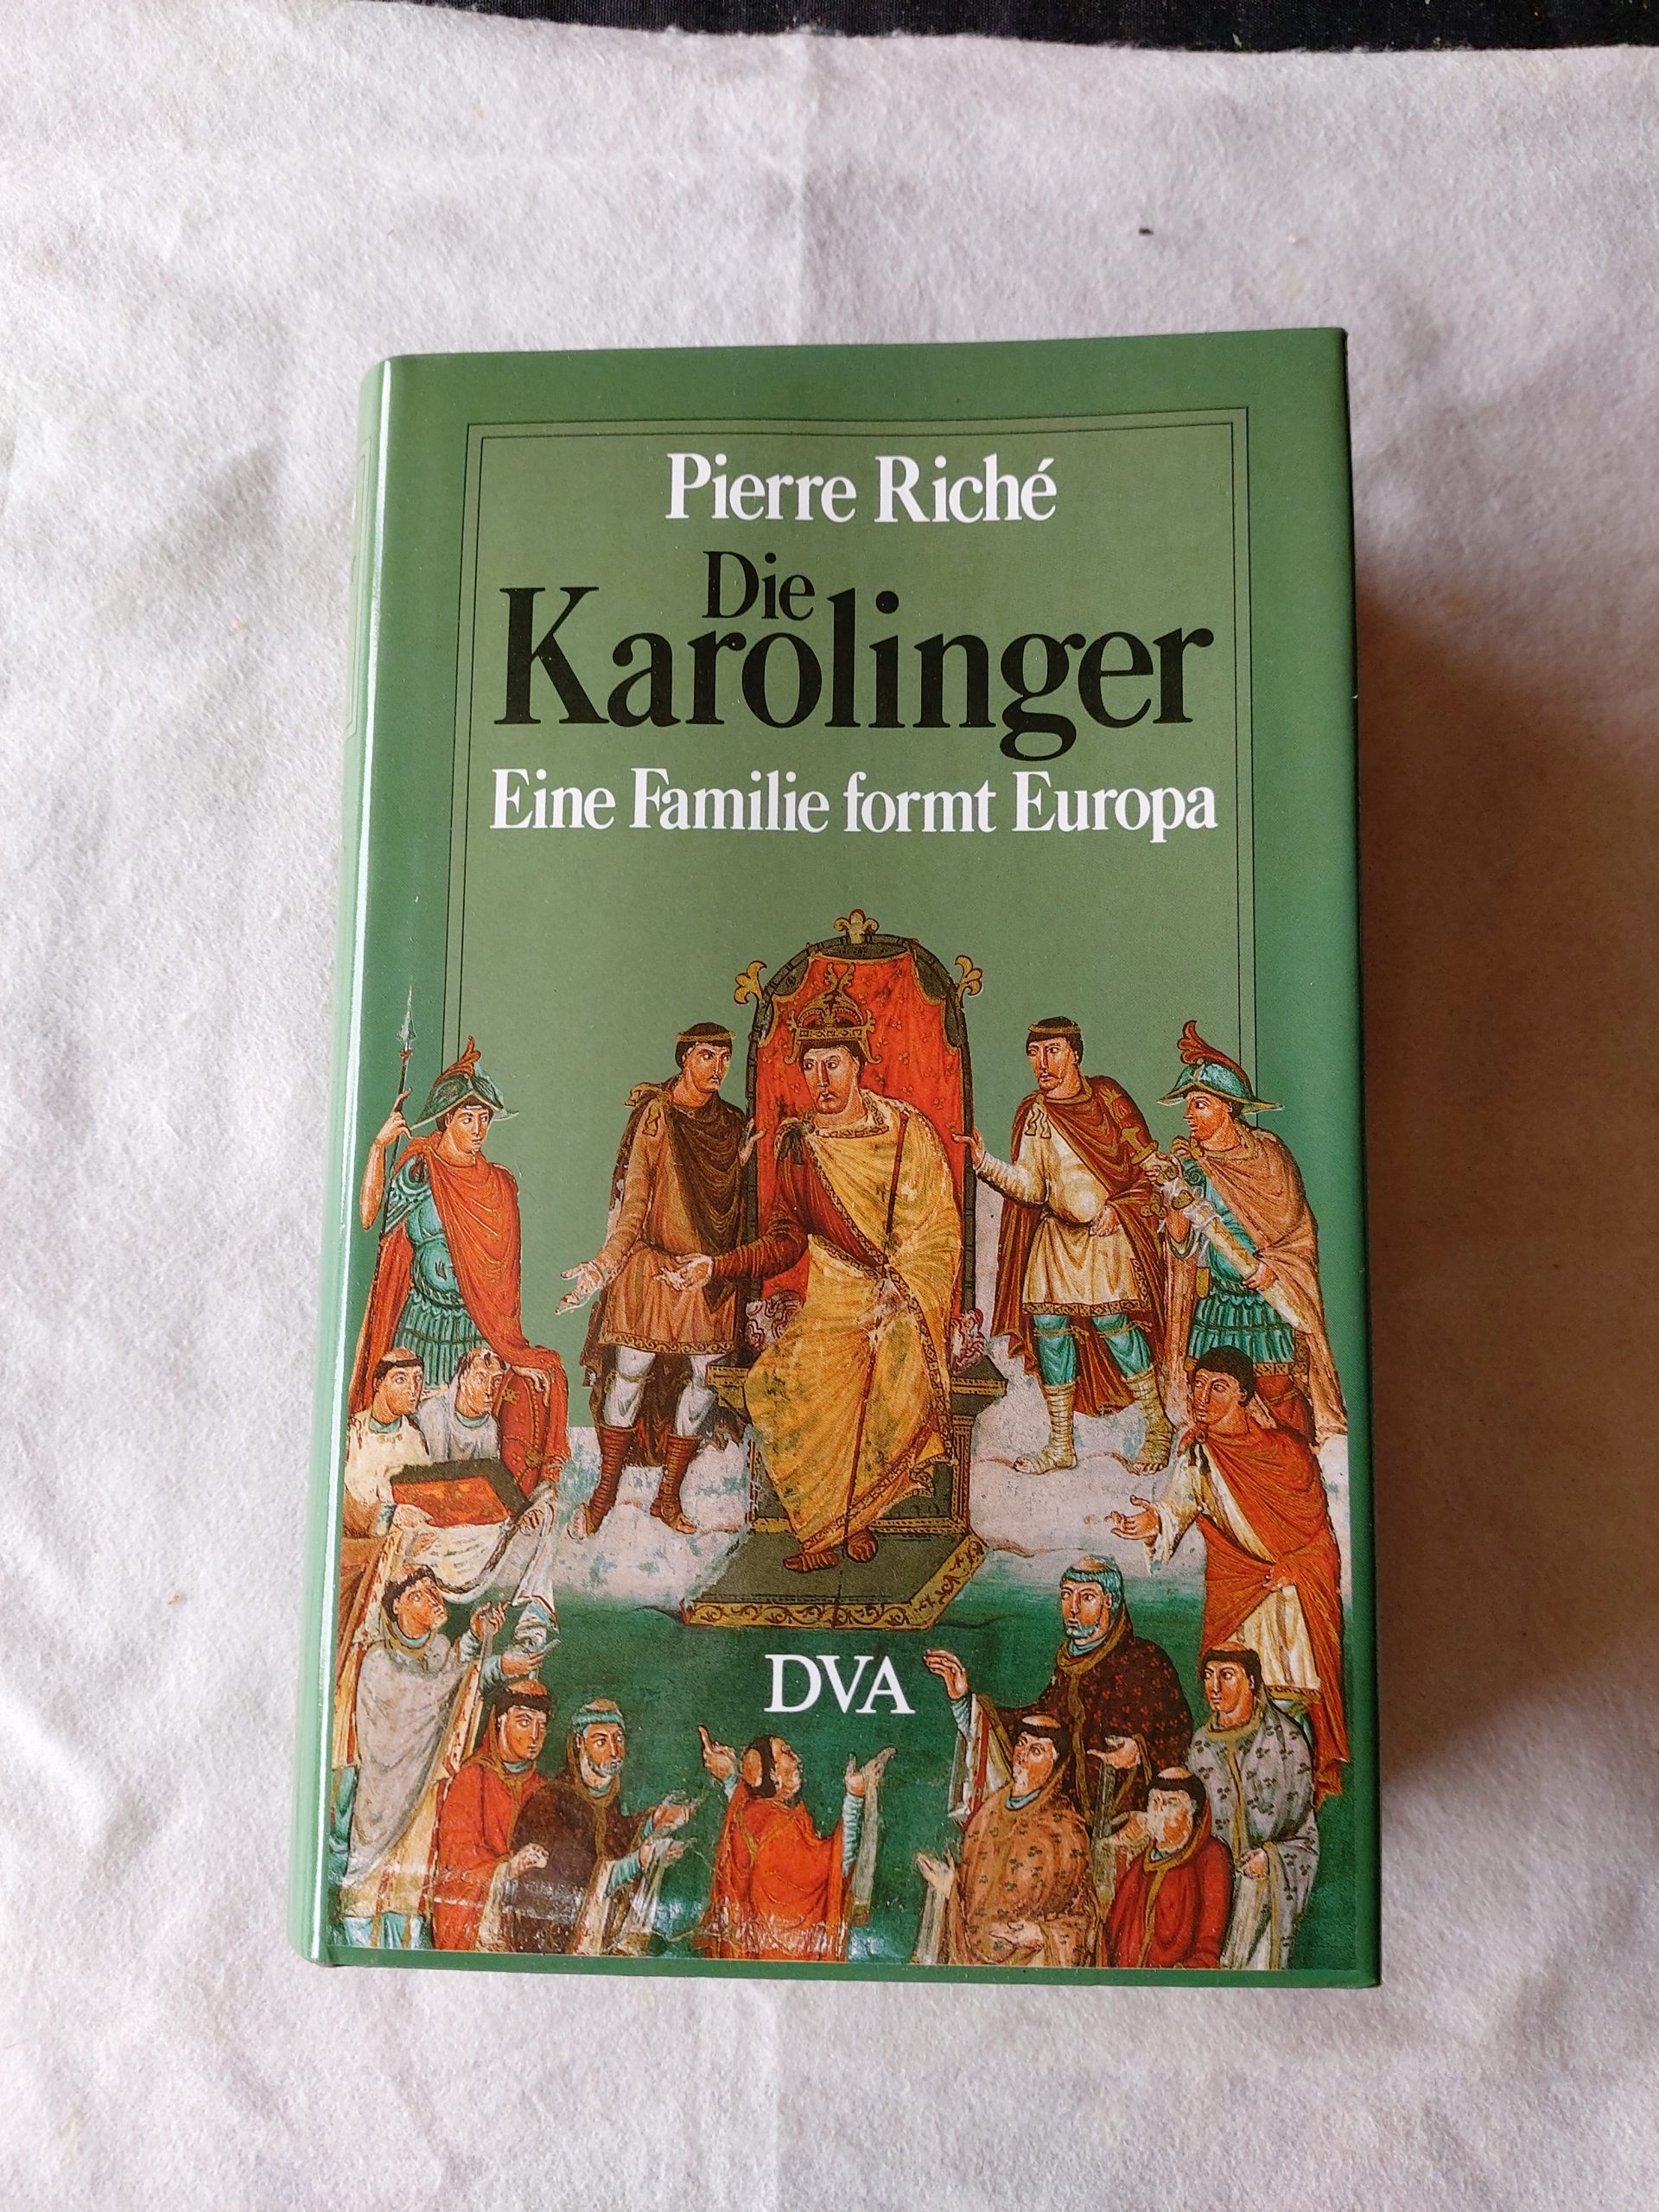 Pierre Riché
Die
Karolinger
Eine Familie formt Europa
DVA